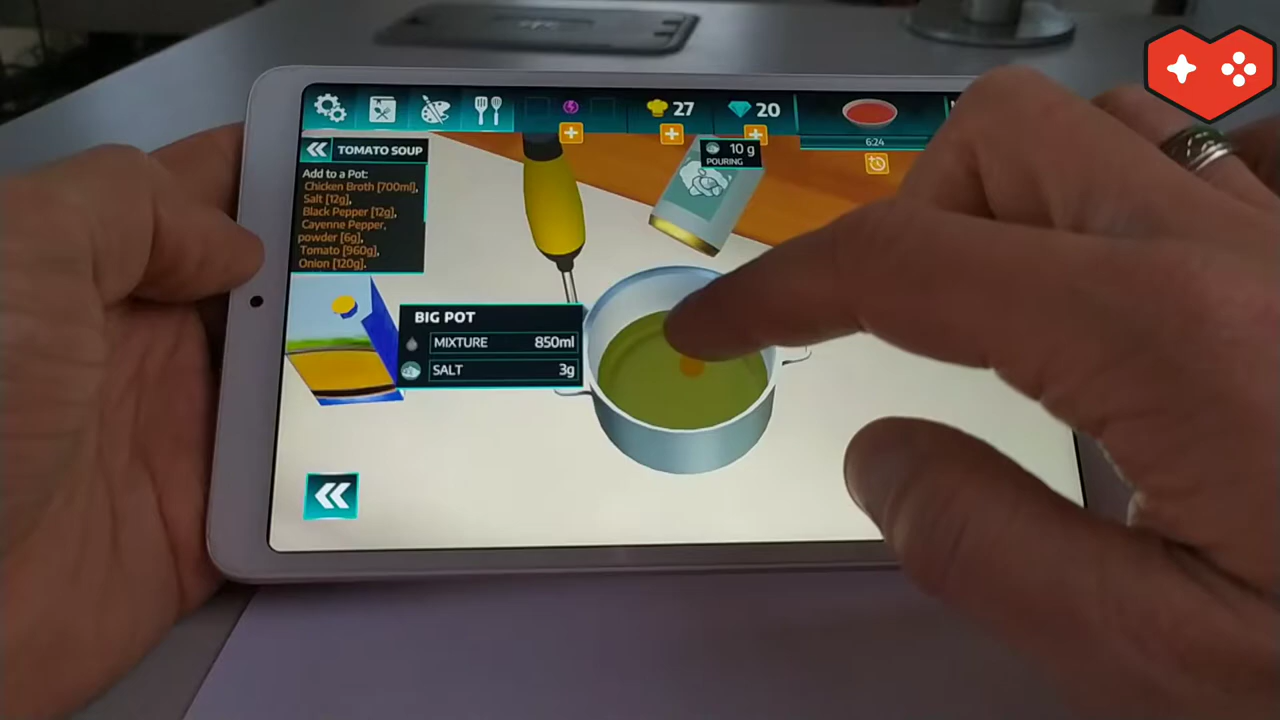 27
20
6:24
TOMATO SOUP
10 g
POURING
Add to a Pot:
Chicken Broth [700ml],
Salt [12g],
Black Pepper [12g],
Cayenne Pepper,
powder [6g],
Tomato [960g],
Onion [120g].
BIG POT
MIXTURE 850ml
SALT 3g